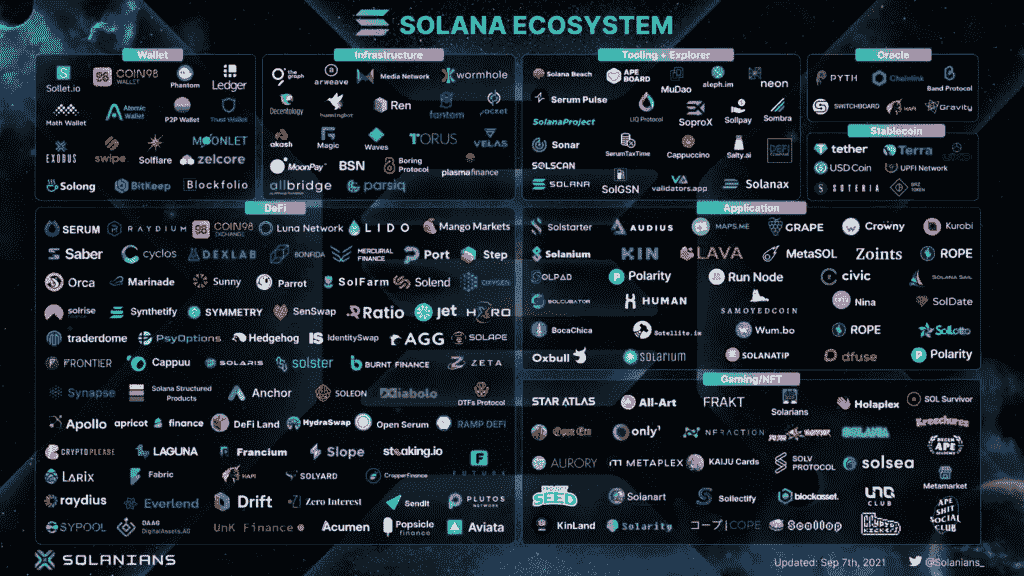 SOLANA ECOSYSTEM
Wallet
Sollet.io COIN98 WALLET Phantom Ledger
Math Wallet Atomic Wallet P2P Wallet Trust Wallet
EXODUS swipe Solflare MOONLET zelcore
Solong BitKeep Blockfolio
Infrastructure
the graph arweave Media Network wormhole
Decentology hummingbot Ren fantom pocket
akash Magic Waves TORUS VELAS
MoonPay BSN Boring Protocol plasmafinance
allbridge parsiq
Tooling + Explorer
Solana Beach APE BOARD MuDao aleph.im neon
Serum Pulse LIQ Protocol SoproX Sollpay Sombra
SolanaProject
Sonar SerumTaxTime Cappuccino Salty.ai DEFI
SOLSCAN
SOLANA SolGSN validators.app Solanax
Oracle
PYTH Chainlink Band Protocol
SWITCHBOARD HAPI Gravity
Stablecoin
tether Terra
USD Coin UPFI Network
SOTERIA BRZ TOKEN
DeFi
SERUM RAYDIUM COIN98 EXCHANGE Luna Network LIDO Mango Markets
Saber Cyclos DEXLAB BONFIDA MERCURIAL FINANCE Port Step
Orca Marinade Sunny Parrot SolFarm Solend OXYGEN
solrise Synthetify SYMMETRY SenSwap Ratio jet HXRO
traderdome PsyOptions Hedgehog IdentitySwap AGG SOLAPE
FRONTIER Cappuu SOLARIS solster BURNT FINANCE ZETA
Synapse Solana Structured Products Anchor SOLEON Diabolo DTFs Protocol
Apollo apricot finance DeFi Land HydraSwap Open Serum RAMP DEFI
CRYPTOPLEASE LAGUNA Francium Slope staking.io
LARIX Fabric HAPI SOLYARD CopperFinance FUTURE
raydius Everlend Drift Zero Interest SendIt PLUTOS NETWORK
SYPOOL DAAG DigitalAssets.AG UnK Finance Acumen Popsicle finance Aviata
Application
Solstarter AUDIUS MAPS.ME GRAPE Crowny Kurobi
Solanium KIN LAVA MetaSOL Zoints ROPE
SOLPAD Polarity Run Node civic SOLANA SAIL
SOLCUBATOR HUMAN SAMOYEDCOIN Nina SolDate
BocaChica Satellite.im Wum.bo ROPE SolLotto
Oxbull SOLARIUM SOLANATIP dfuse Polarity
Gaming/NFT
STAR ATLAS All-Art FRAKT Solarians Holaplex SOL Survivor
Open Era only1 NFRACTION SOLAVIA Kreechures
AURORY METAPLEX KAIJU Cards SOLV PROTOCOL solsea DEGEN APE ACADEMY
SEED Solanart Sollectify blockasset. UNQ CLUB Metamarket
KinLand Solarity コープ|COPE Scallop CRYPTO KICKERS APE SHIT SOCIAL CLUB
SOLANIANS
Updated: Sep 7th, 2021 @Solanians_